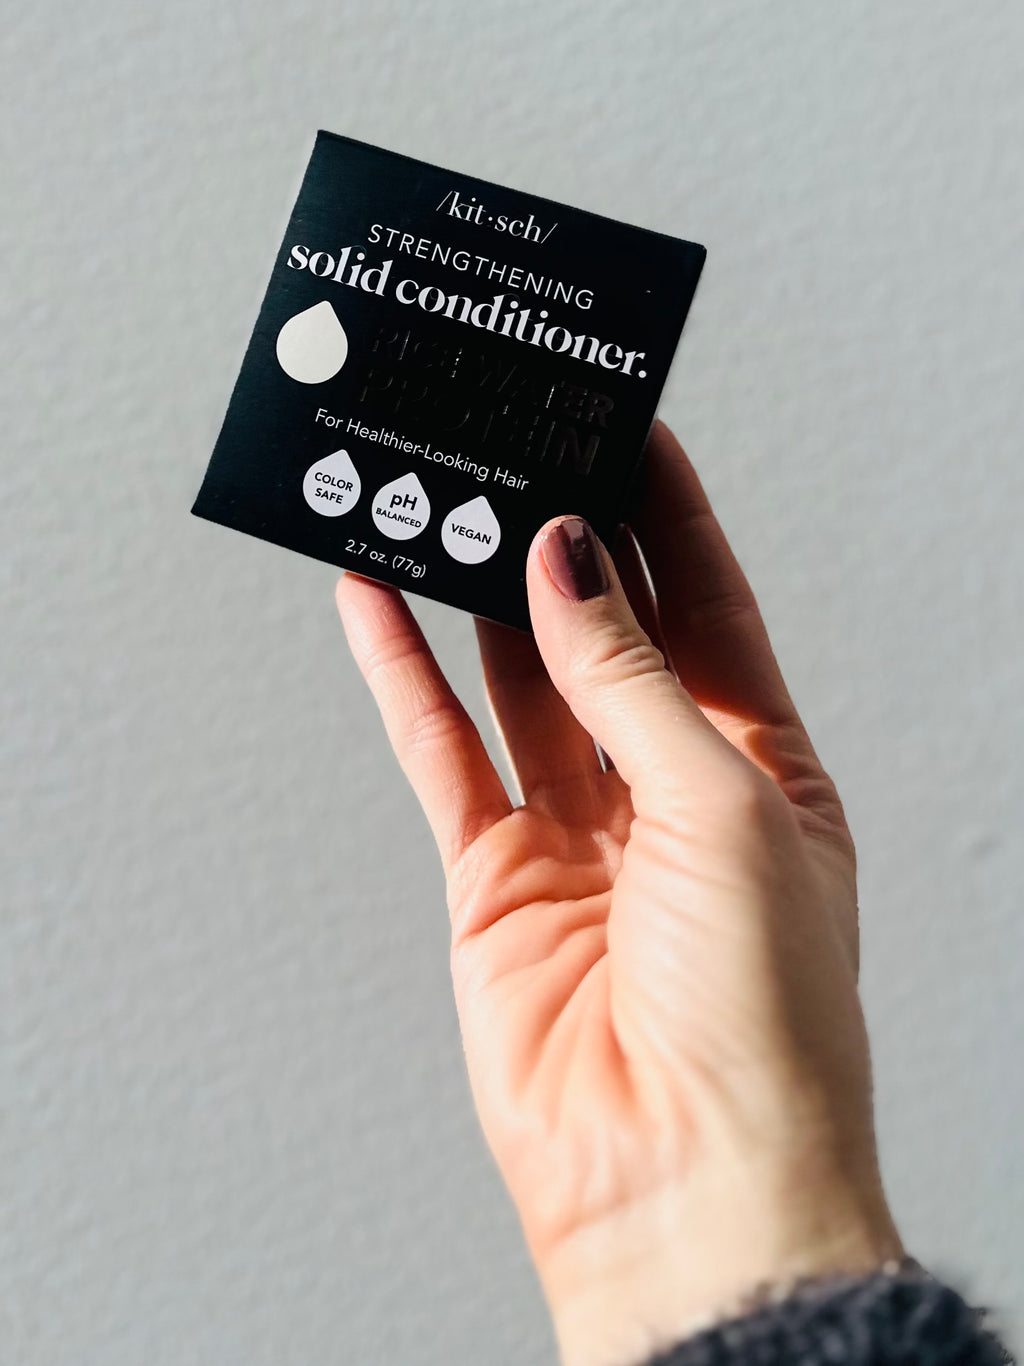 /kit·sch/
STRENGTHENING
solid conditioner.
RICE WATER
PROTEIN
For Healthier-Looking Hair
COLOR
SAFE
pH
BALANCED
VEGAN
2.7 oz. (77g)